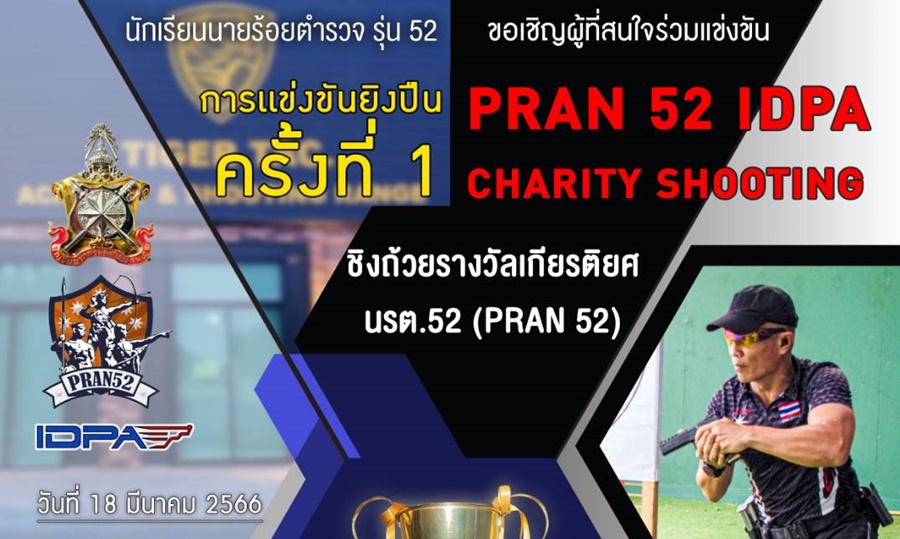 นักเรียนนายร้อยตำรวจ รุ่น 52
ขอเชิญผู้ที่สนใจร่วมแข่งขัน
การแข่งขันยิงปืน
ครั้งที่ 1
PRAN 52 IDPA
CHARITY SHOOTING
ชิงถ้วยรางวัลเกียรติยศ
นรต.52 (PRAN 52)
PRAN52
IDPA
วันที่ 18 มีนาคม 2566